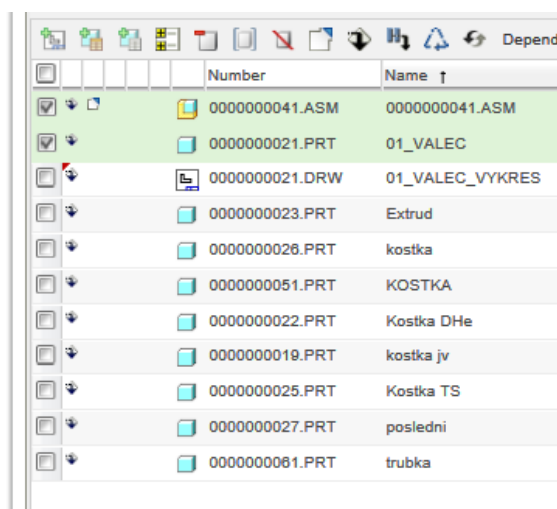 Depend
Number Name ↑
0000000041.ASM 0000000041.ASM
0000000021.PRT 01_VALEC
0000000021.DRW 01_VALEC_VYKRES
0000000023.PRT Extrud
0000000026.PRT kostka
0000000051.PRT KOSTKA
0000000022.PRT Kostka DHe
0000000019.PRT kostka jv
0000000025.PRT Kostka TS
0000000027.PRT posledni
0000000061.PRT trubka